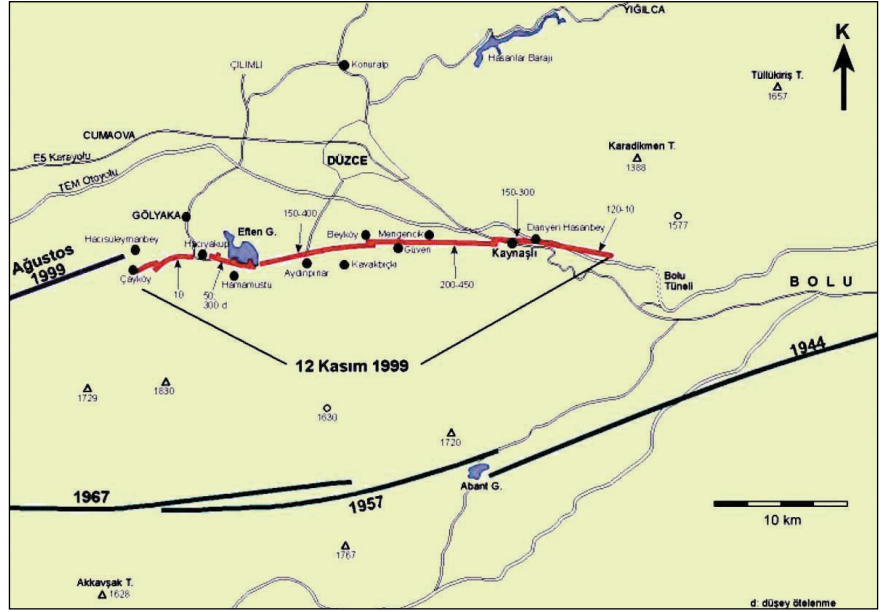 YIĞILCA
K
Hasanlar Barajı
ÇILIMLI
Konuralp
Tüllükiriş T.
1657
CUMAOVA
E5 Karayolu
DÜZCE
Karadikmen T.
1388
TEM Otoyolu
150-300
GÖLYAKA
150-400
120-10
1577
Eften G.
Beyköy
Mengencik
Darıyeri Hasanbey
Hacısüleymanbey
Hacıyakup
Güven
Kaynaşlı
Ağustos
1999
Çayköy
Aydınpınar
Kavakbıçkı
Bolu
Tüneli
BOLU
10
50,
300 d
Hamamüstü
200-450
12 Kasım 1999
1944
1729
1830
1630
1720
Abant G.
1967
1957
10 km
1767
Akkavşak T.
1628
d: düşey ötelenme